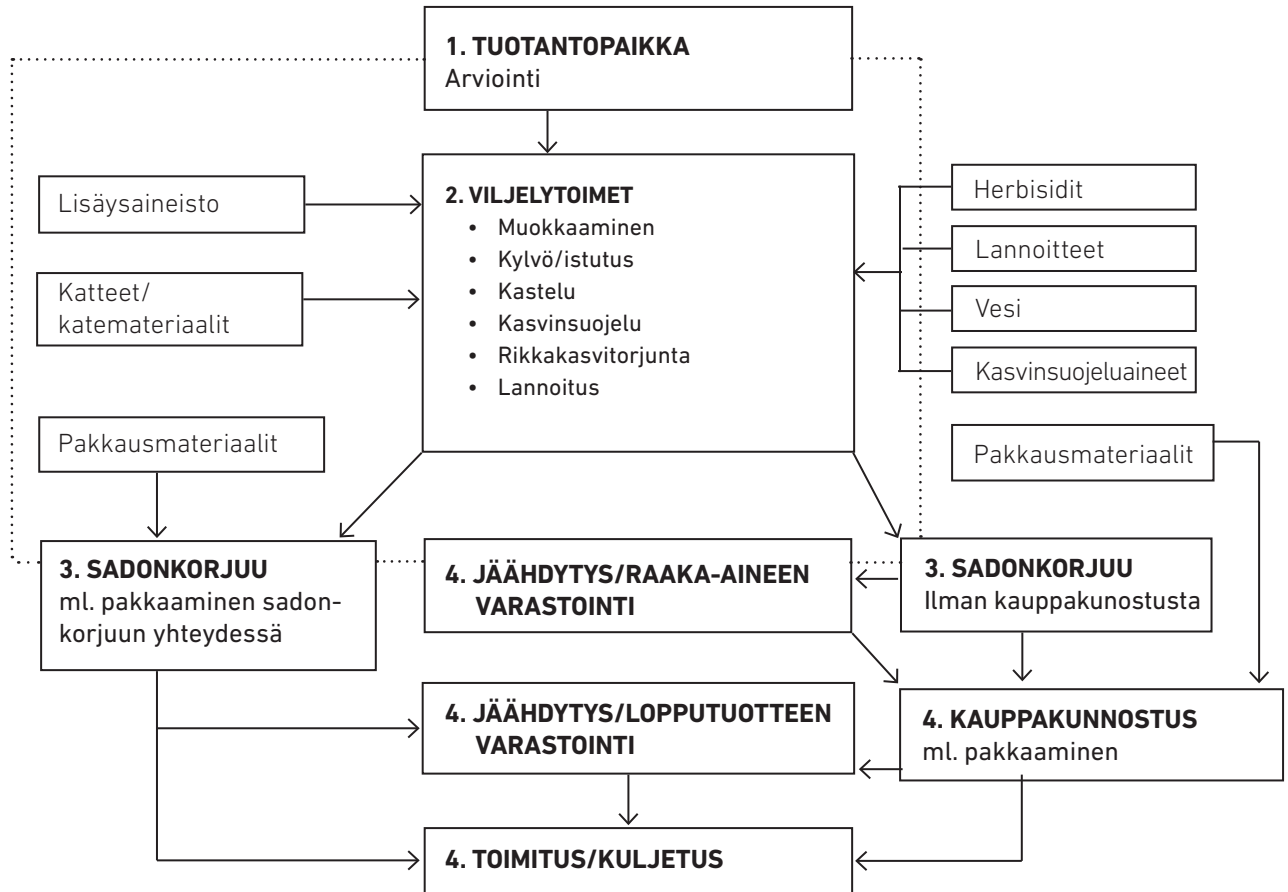 1. TUOTANTOPAIKKA
Arviointi
Lisäysaineisto
Katteet/
katemateriaalit
2. VILJELYTOIMET
• Muokkaaminen
• Kylvö/istutus
• Kastelu
• Kasvinsuojelu
• Rikkakasvitorjunta
• Lannoitus
Herbisidit
Lannoitteet
Vesi
Kasvinsuojeluaineet
Pakkausmateriaalit
Pakkausmateriaalit
3. SADONKORJUU
ml. pakkaaminen sadon-
korjuun yhteydessä
4. JÄÄHDYTYS/RAAKA-AINEEN
VARASTOINTI
3. SADONKORJUU
Ilman kauppakunostusta
4. JÄÄHDYTYS/LOPPUTUOTTEEN
VARASTOINTI
4. KAUPPAKUNNOSTUS
ml. pakkaaminen
4. TOIMITUS/KULJETUS